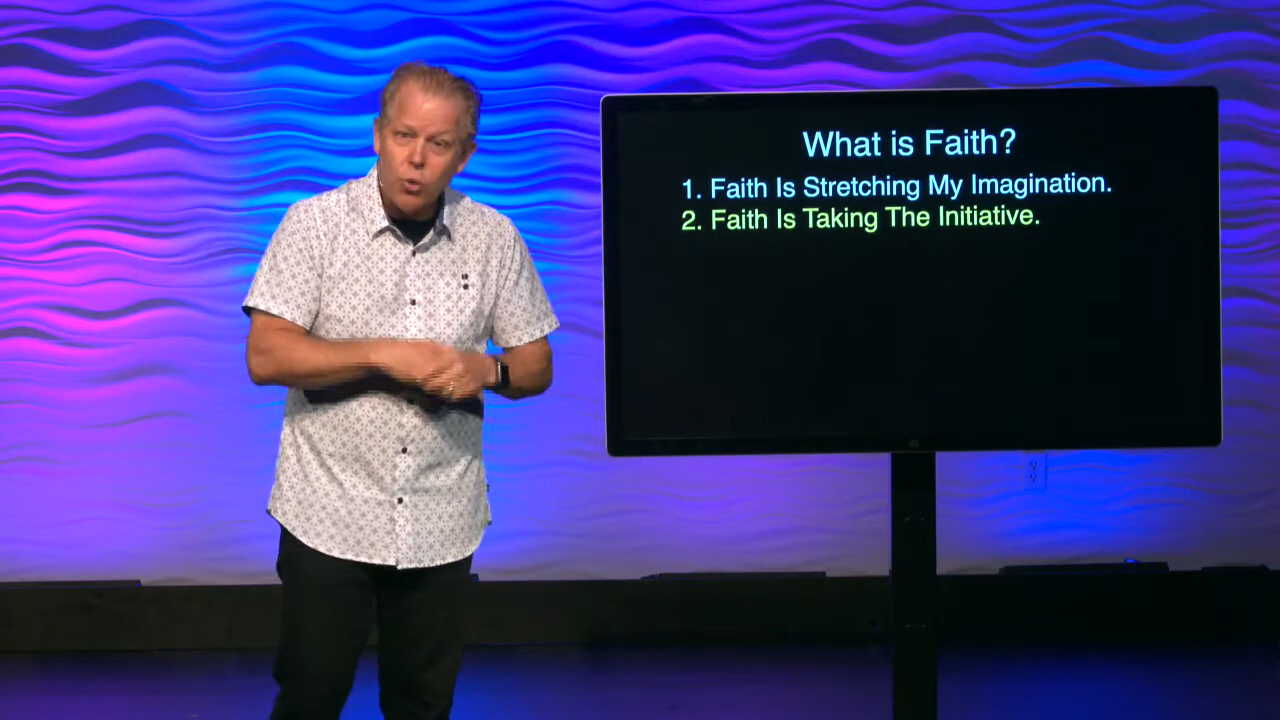 What is Faith?
1. Faith Is Stretching My Imagination.
2. Faith Is Taking The Initiative.